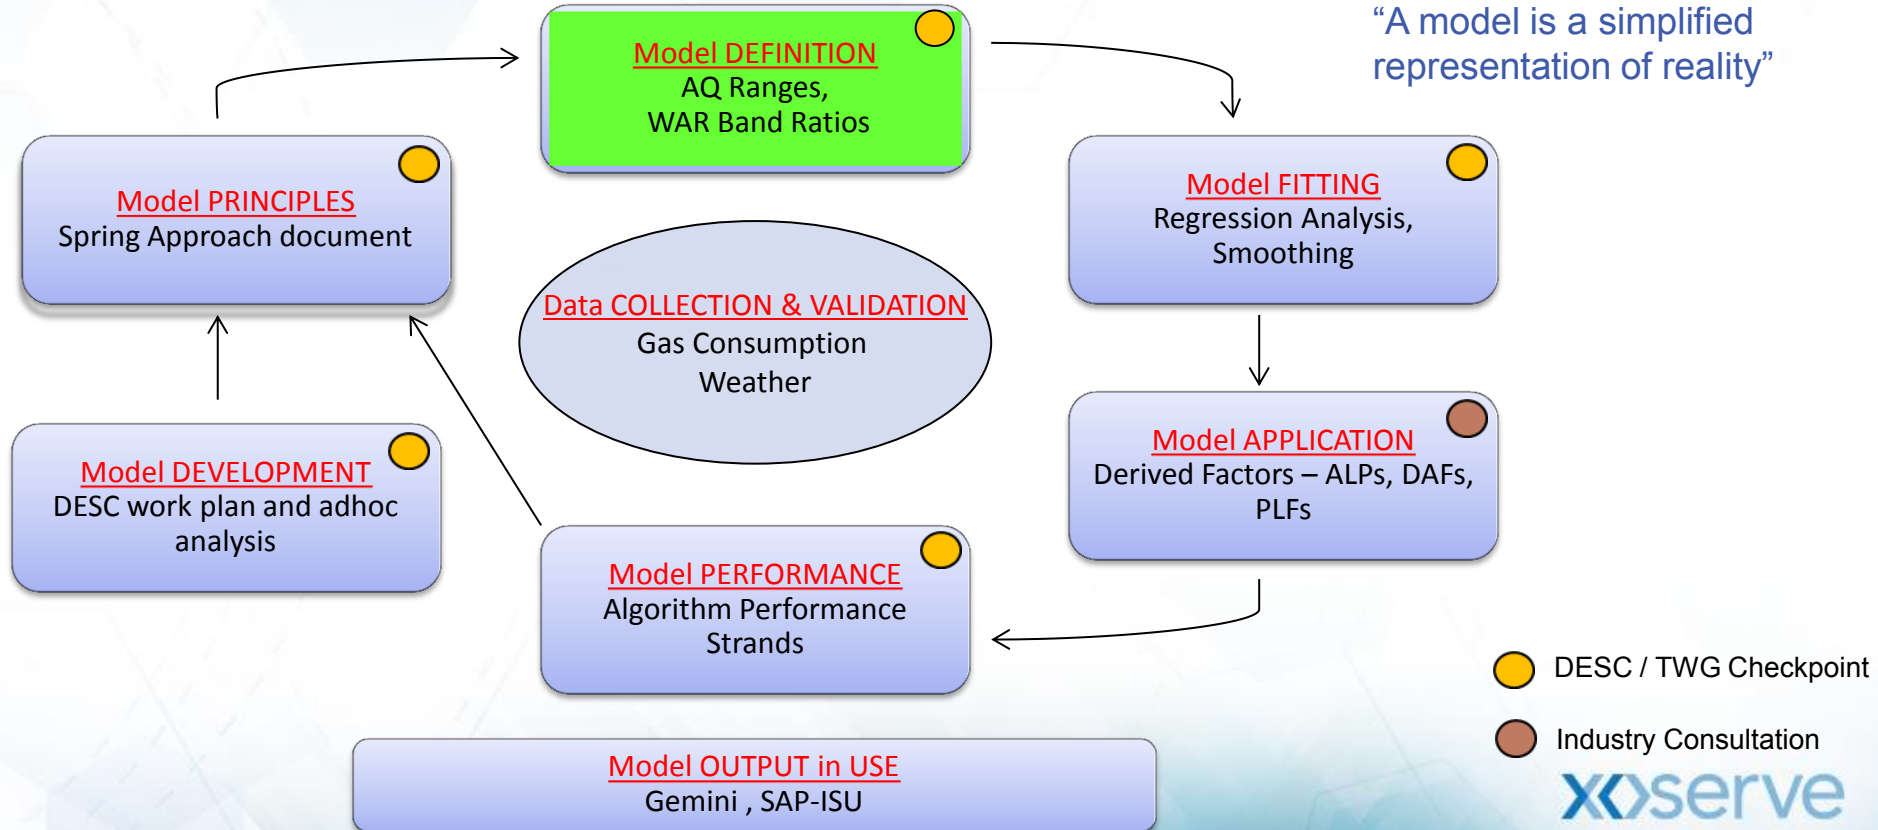 “A model is a simplified
representation of reality”
Model DEFINITION
AQ Ranges,
WAR Band Ratios
Model PRINCIPLES
Spring Approach document
Model FITTING
Regression Analysis,
Smoothing
Data COLLECTION & VALIDATION
Gas Consumption
Weather
Model DEVELOPMENT
DESC work plan and adhoc
analysis
Model APPLICATION
Derived Factors – ALPs, DAFs,
PLFs
Model PERFORMANCE
Algorithm Performance
Strands
DESC / TWG Checkpoint
Industry Consultation
Model OUTPUT in USE
Gemini , SAP-ISU
xoserve